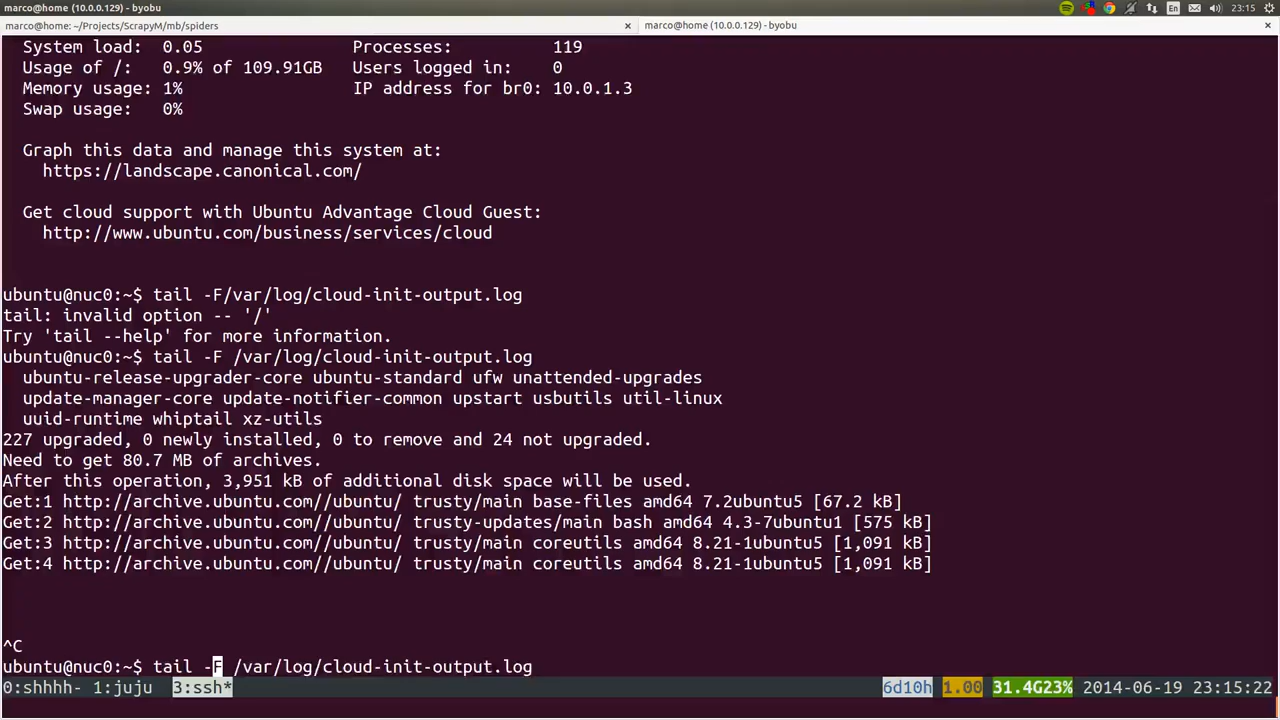 marco@home (10.0.0.129) - byobu
En
23:15
marco@home: ~/Projects/ScrapyM/mb/spiders
×
marco@home (10.0.0.129) - byobu
×
System load: 0.05 Processes: 119
Usage of /: 0.9% of 109.91GB Users logged in: 0
Memory usage: 1% IP address for br0: 10.0.1.3
Swap usage: 0%
Graph this data and manage this system at:
https://landscape.canonical.com/
Get cloud support with Ubuntu Advantage Cloud Guest:
http://www.ubuntu.com/business/services/cloud
ubuntu@nuc0:~$ tail -F/var/log/cloud-init-output.log
tail: invalid option -- '/'
Try 'tail --help' for more information.
ubuntu@nuc0:~$ tail -F /var/log/cloud-init-output.log
ubuntu-release-upgrader-core ubuntu-standard ufw unattended-upgrades
update-manager-core update-notifier-common upstart usbutils util-linux
uuid-runtime whiptail xz-utils
227 upgraded, 0 newly installed, 0 to remove and 24 not upgraded.
Need to get 80.7 MB of archives.
After this operation, 3,951 kB of additional disk space will be used.
Get:1 http://archive.ubuntu.com//ubuntu/ trusty/main base-files amd64 7.2ubuntu5 [67.2 kB]
Get:2 http://archive.ubuntu.com//ubuntu/ trusty-updates/main bash amd64 4.3-7ubuntu1 [575 kB]
Get:3 http://archive.ubuntu.com//ubuntu/ trusty/main coreutils amd64 8.21-1ubuntu5 [1,091 kB]
Get:4 http://archive.ubuntu.com//ubuntu/ trusty/main coreutils amd64 8.21-1ubuntu5 [1,091 kB]
^C
ubuntu@nuc0:~$ tail -F /var/log/cloud-init-output.log
0:shhhh- 1:juju 3:ssh* 6d10h 1.00 31.4G23% 2014-06-19 23:15:22